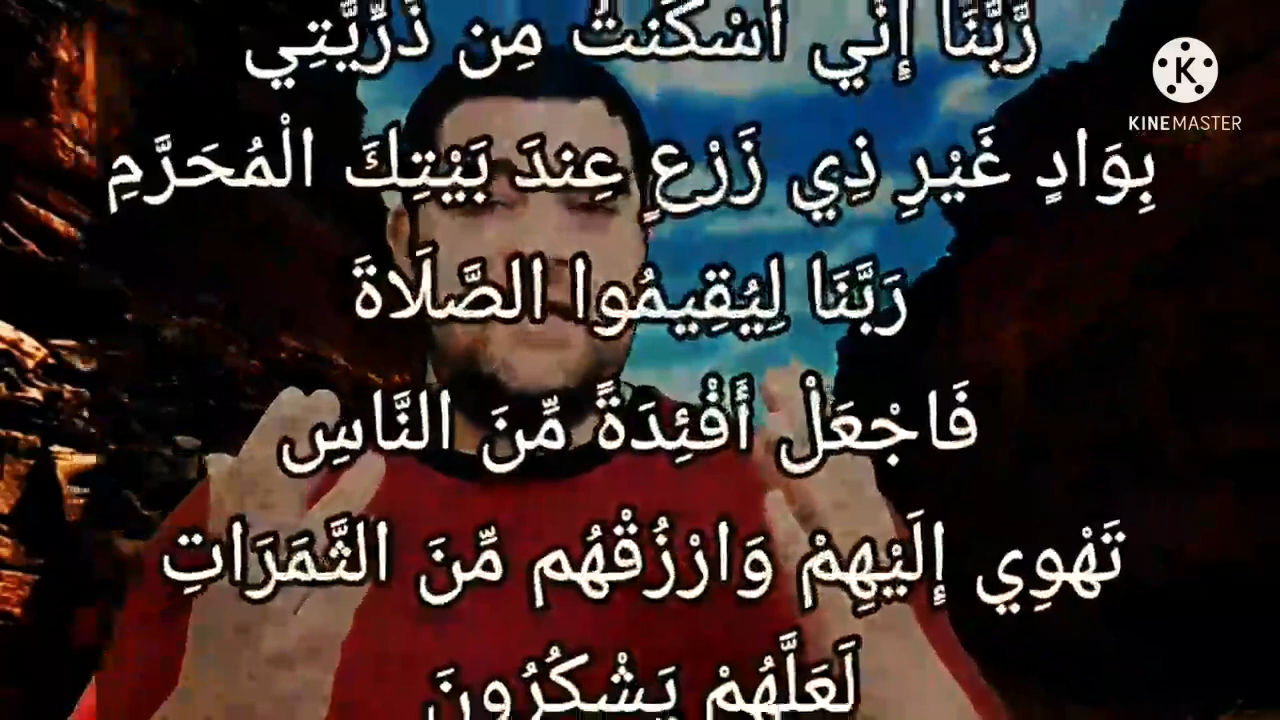 رَّبَّنَا إِنِّي أَسْكَنتُ مِن ذُرِّيَّتِي
بِوَادٍ غَيْرِ ذِي زَرْعٍ عِندَ بَيْتِكَ الْمُحَرَّمِ
رَبَّنَا لِيُقِيمُوا الصَّلَاةَ
فَاجْعَلْ أَفْئِدَةً مِّنَ النَّاسِ
تَهْوِي إِلَيْهِمْ وَارْزُقْهُم مِّنَ الثَّمَرَاتِ
لَعَلَّهُمْ يَشْكُرُونَ
K
KINEMASTER